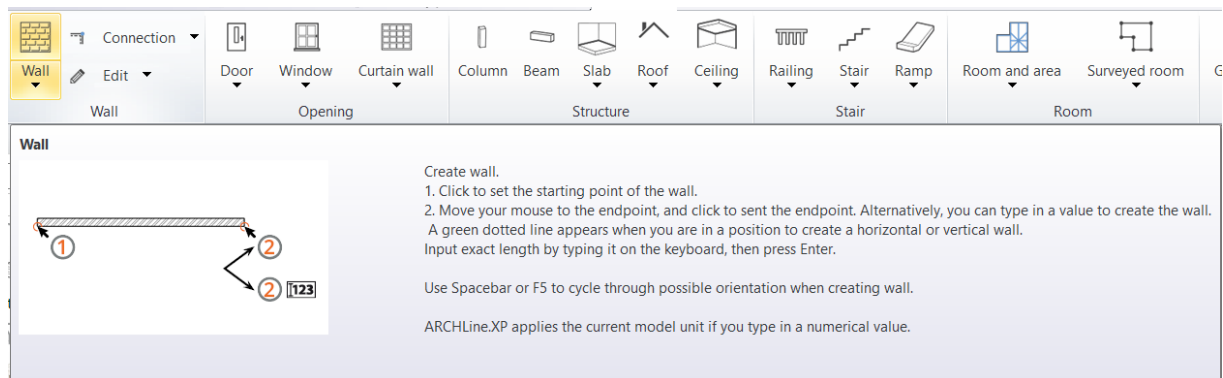 Connection
Wall
Edit
Door
Window
Curtain wall
Column
Beam
Slab
Roof
Ceiling
Railing
Stair
Ramp
Room and area
Surveyed room
Wall
Opening
Structure
Stair
Room
Wall
Create wall.
1. Click to set the starting point of the wall.
2. Move your mouse to the endpoint, and click to sent the endpoint. Alternatively, you can type in a value to create the wall.
A green dotted line appears when you are in a position to create a horizontal or vertical wall.
Input exact length by typing it on the keyboard, then press Enter.
Use Spacebar or F5 to cycle through possible orientation when creating wall.
ARCHLine.XP applies the current model unit if you type in a numerical value.
1
2
2 123